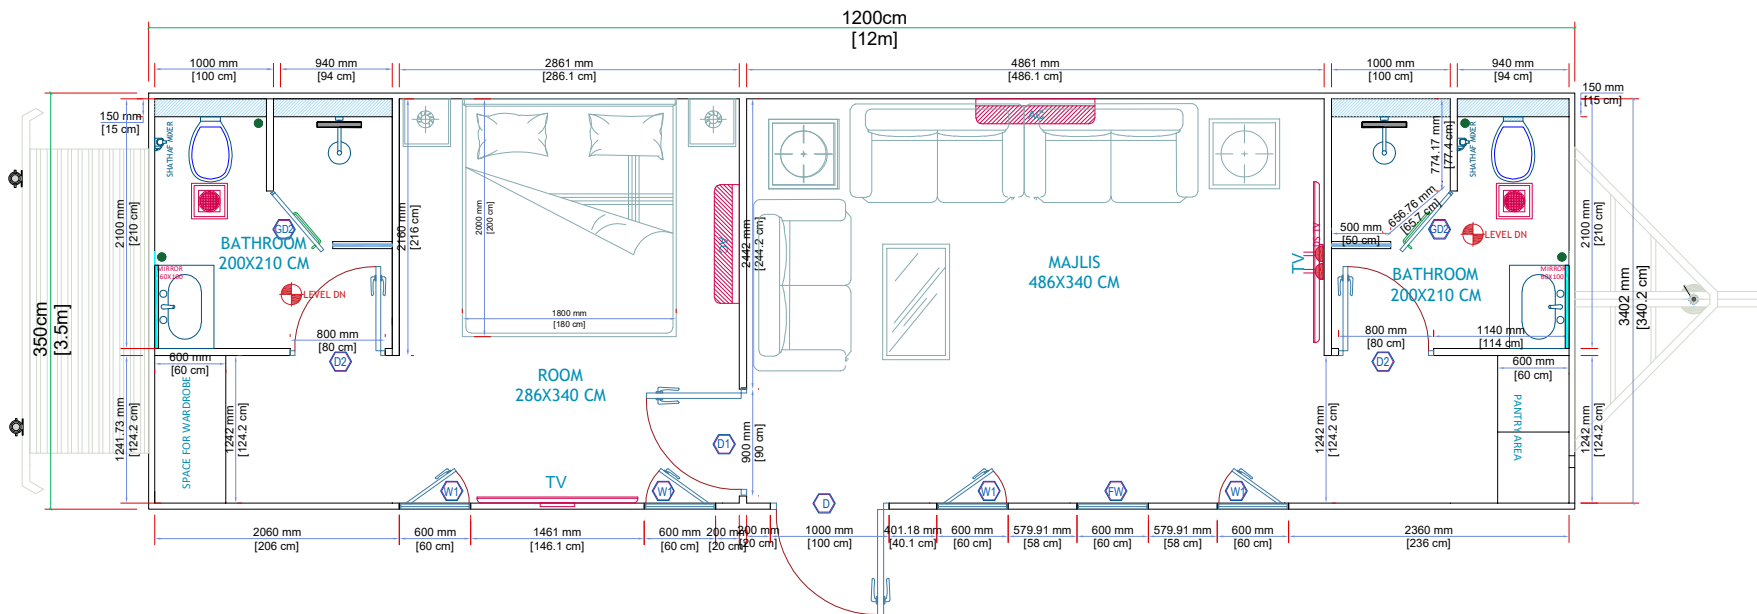 1200cm
[12m]
1000 mm
[100 cm]
940 mm
[94 cm]
2861 mm
[286.1 cm]
4861 mm
[486.1 cm]
1000 mm
[100 cm]
940 mm
[94 cm]
150 mm
[15 cm]
150 mm
[15 cm]
350cm
[3.5m]
2100 mm
[210 cm]
1241.73 mm
[124.2 cm]
SHATHAF MIXER
GD2
BATHROOM
200X210 CM
MIRROR
60X100
LEVEL DN
800 mm
[80 cm]
D2
600 mm
[60 cm]
SPACE FOR WARDROBE
1242 mm
[124.2 cm]
2160 mm
[216 cm]
2000 mm
[200 cm]
1800 mm
[180 cm]
AC
ROOM
286X340 CM
TV
W1
W1
D1
2442 mm
[244.2 cm]
900 mm
[90 cm]
AC
MAJLIS
486X340 CM
TV
D
W1
FW
W1
774.17 mm
[77.4 cm]
656.76 mm
[65.7 cm]
500 mm
[50 cm]
SHATHAF MIXER
GD2
LEVEL DN
BATHROOM
200X210 CM
MIRROR
60X100
800 mm
[80 cm]
1140 mm
[114 cm]
D2
600 mm
[60 cm]
PANTRY AREA
1242 mm
[124.2 cm]
2100 mm
[210 cm]
1242 mm
[124.2 cm]
3402 mm
[340.2 cm]
2060 mm
[206 cm]
600 mm
[60 cm]
1461 mm
[146.1 cm]
600 mm
[60 cm]
200 mm
[20 cm]
200 mm
[20 cm]
1000 mm
[100 cm]
401.18 mm
[40.1 cm]
600 mm
[60 cm]
579.91 mm
[58 cm]
600 mm
[60 cm]
579.91 mm
[58 cm]
600 mm
[60 cm]
2360 mm
[236 cm]